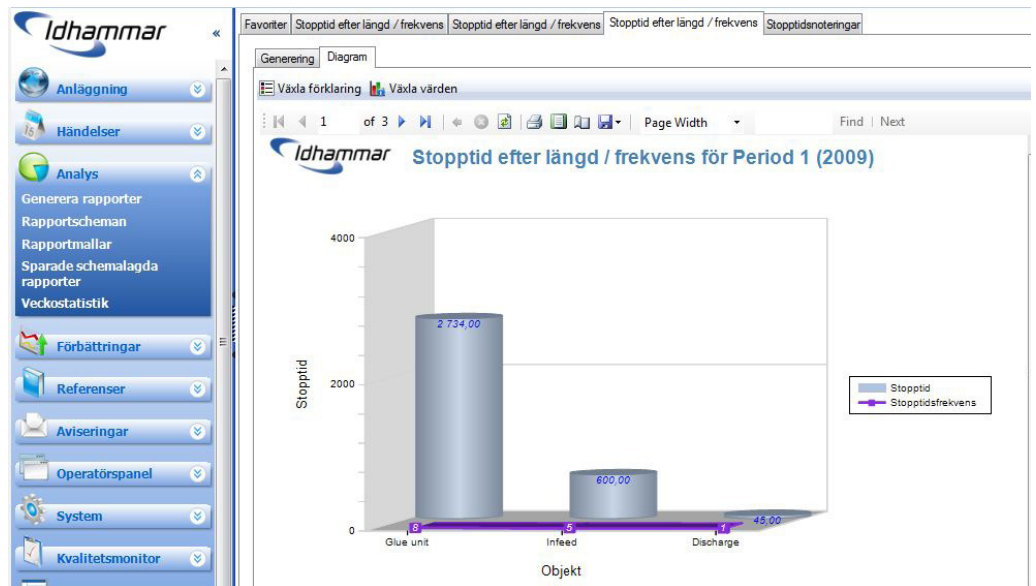 Idhammar
«
Anläggning
15
Händelser
Analys
Generera rapporter
Rapportscheman
Rapportmallar
Sparade schemalagda
rapporter
Veckostatistik
Förbättringar
Referenser
Aviseringar
Operatörspanel
System
Kvalitetsmonitor
Favoriter Stopptid efter längd / frekvens Stopptid efter längd / frekvens Stopptid efter längd / frekvens Stopptidsnoteringar
Generering Diagram
Växla förklaring Växla värden
1 of 3 Page Width Find | Next
Idhammar Stopptid efter längd / frekvens för Period 1 (2009)
4000
2 734,00
Stopptid
2000
Stopptid
Stopptidsfrekvens
600,00
45,00
0
8 5 1
Glue unit Infeed Discharge
Objekt